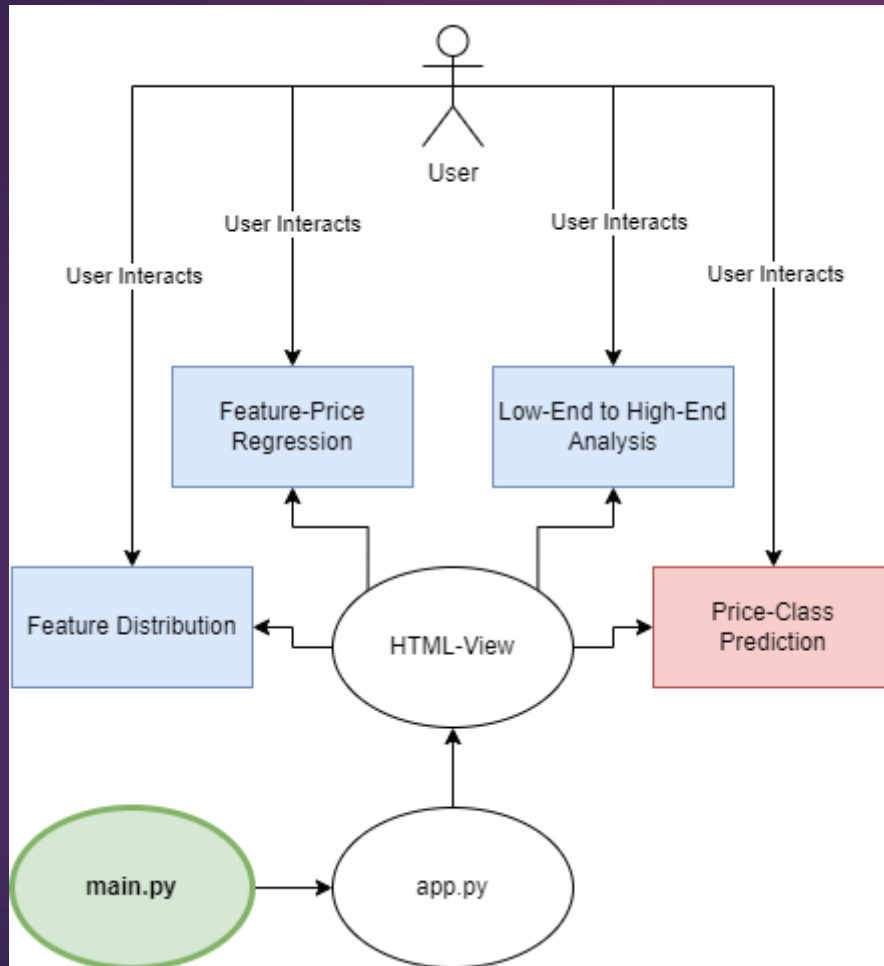 User
User Interacts
User Interacts
User Interacts
User Interacts
Feature-Price
Regression
Low-End to High-End
Analysis
Feature Distribution
HTML-View
Price-Class
Prediction
main.py
app.py